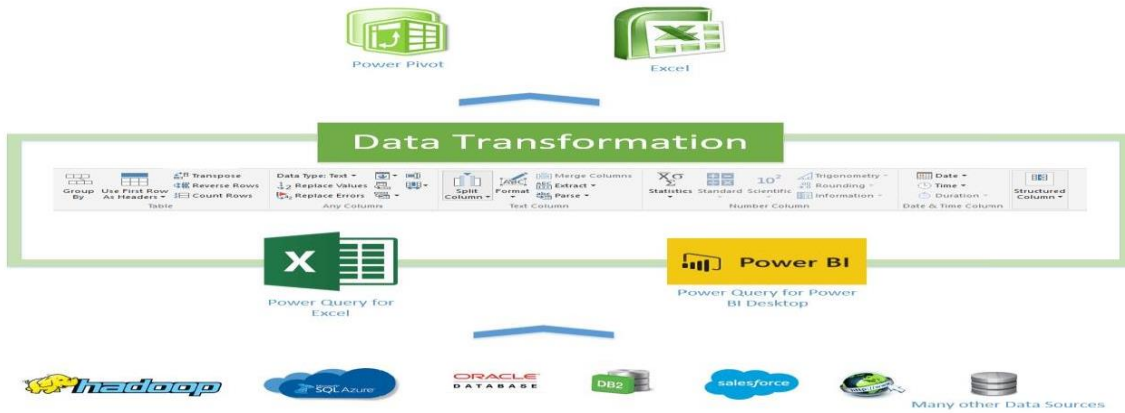 Power Pivot
Excel
Data Transformation
Group By
Use First Row As Headers
Transpose
Reverse Rows
Count Rows
Table
Data Type: Text
Replace Values
Replace Errors
Any Column
Split Column
ABC
Format
Merge Columns
Extract
Parse
Text Column
Statistics
Standard
10²
Scientific
Trigonometry
Rounding
Information
Number Column
Date
Time
Duration
Date & Time Column
Structured Column
X
Power BI
Power Query for
Excel
Power Query for Power
BI Desktop
hadoop
SQL Azure
ORACLE
DATABASE
DB2
salesforce
Many other Data Sources